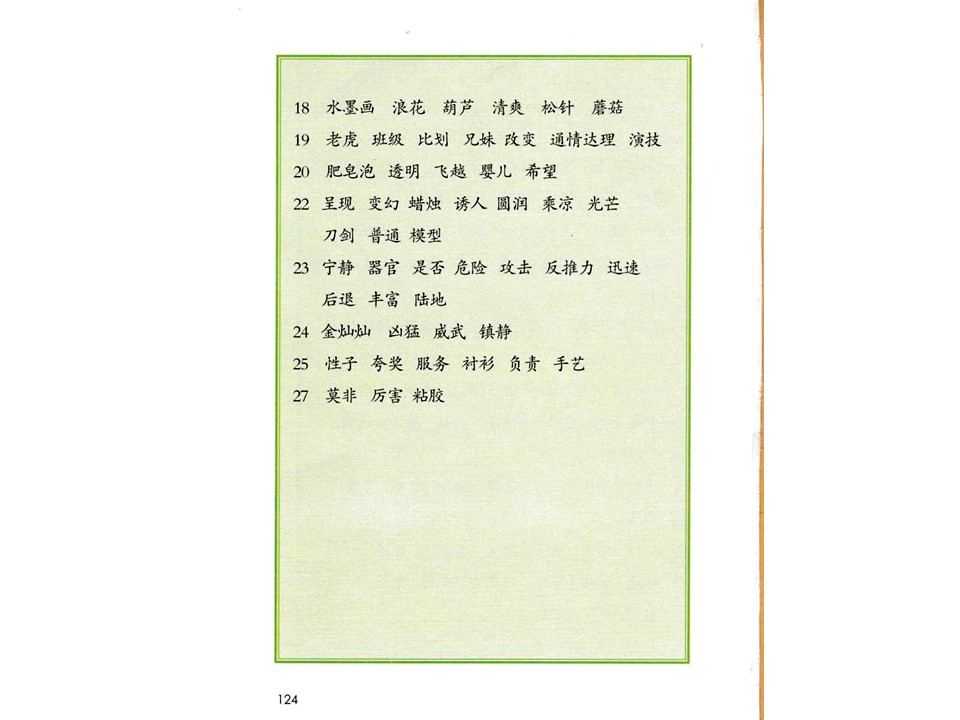 18 水墨画 浪花 葫芦 清爽 松针 蘑菇
19 老虎 班级 比划 兄妹 改变 通情达理 演技
20 肥皂泡 透明 飞越 婴儿 希望
22 呈现 变幻 蜡烛 诱人 圆润 乘凉 光芒
刀剑 普通 模型
23 宁静 器官 是否 危险 攻击 反推力 迅速
后退 丰富 陆地
24 金灿灿 凶猛 威武 镇静
25 性子 夸奖 服务 衬衫 负责 手艺
27 莫非 厉害 粘胶
124